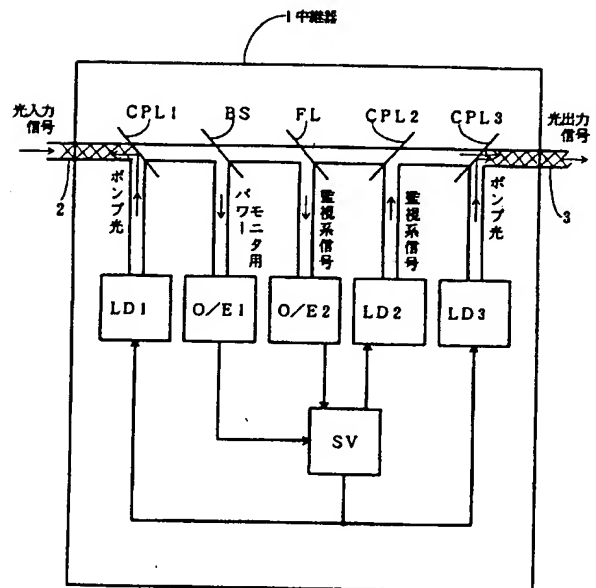 1 中継器
光入力
信号
CPL1
BS
FL
CPL2
CPL3
光出力
信号
2
ポンプ光
パワー
モニタ用
監視系信号
監視系信号
ポンプ光
3
LD1
O/E1
O/E2
LD2
LD3
SV